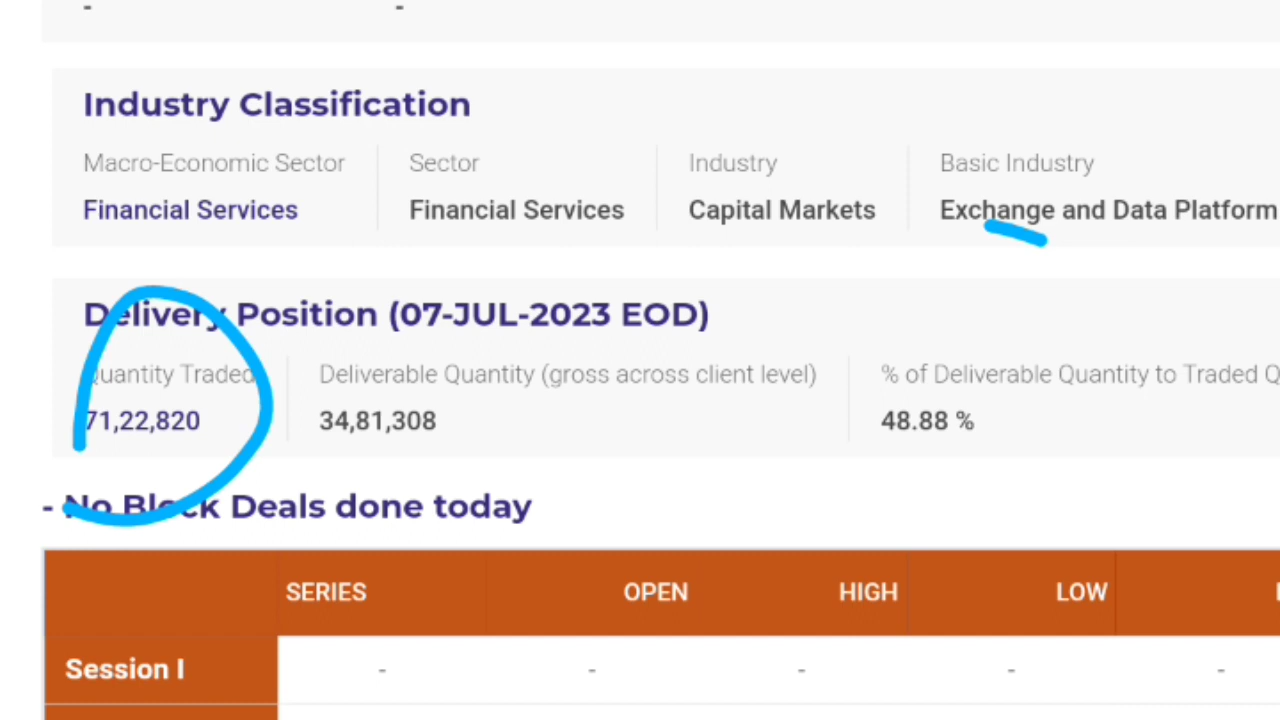 - -
Industry Classification
Macro-Economic Sector Sector Industry Basic Industry
Financial Services Financial Services Capital Markets Exchange and Data Platform
Delivery Position (07-JUL-2023 EOD)
Quantity Traded Deliverable Quantity (gross across client level) % of Deliverable Quantity to Traded Q
71,22,820 34,81,308 48.88 %
- No Block Deals done today
SERIES OPEN HIGH LOW
Session I - - - - -